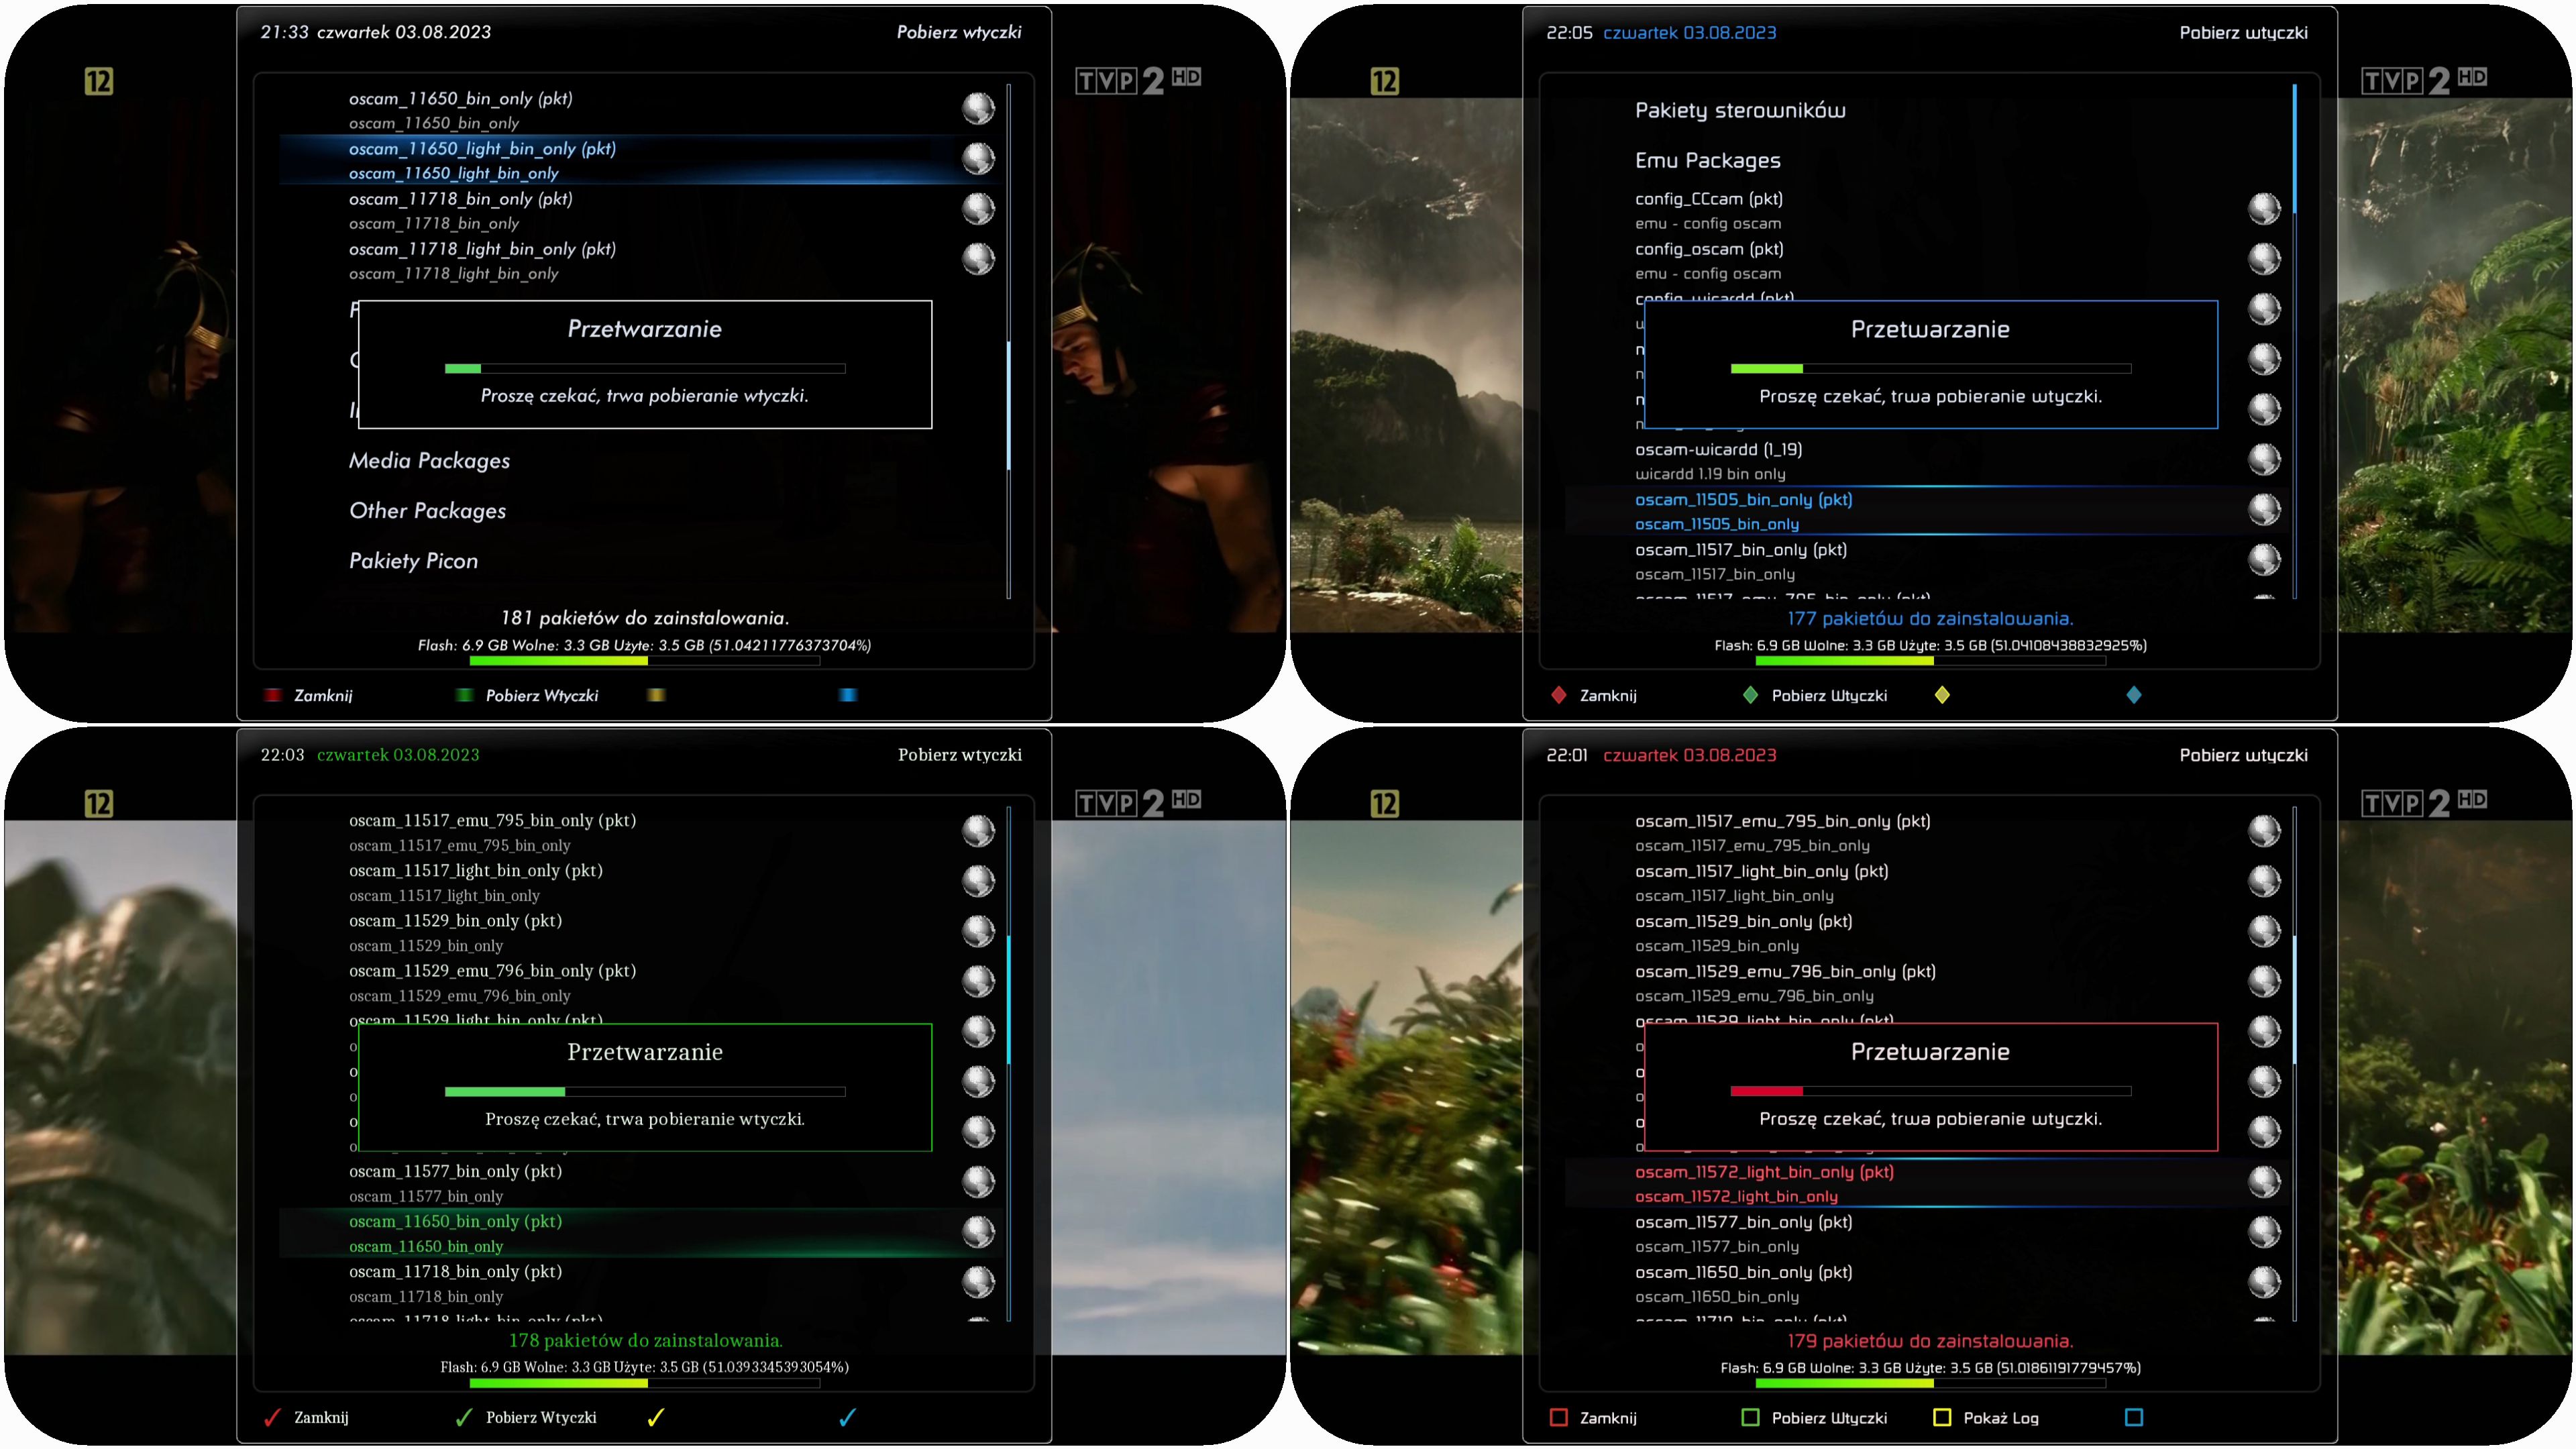 21:33 czwartek 03.08.2023
Pobierz wtyczki
12
TVP 2 HD
oscam_11650_bin_only (pkt)
oscam_11650_bin_only
oscam_11650_light_bin_only (pkt)
oscam_11650_light_bin_only
oscam_11718_bin_only (pkt)
oscam_11718_bin_only
oscam_11718_light_bin_only (pkt)
oscam_11718_light_bin_only
Przetwarzanie
Proszę czekać, trwa pobieranie wtyczki.
Media Packages
Other Packages
Pakiety Picon
181 pakietów do zainstalowania.
Flash: 6.9 GB Wolne: 3.3 GB Użyte: 3.5 GB (51.04211776373704%)
Zamknij
Pobierz Wtyczki
22:05 czwartek 03.08.2023
Pobierz wtyczki
12
TVP 2 HD
Pakiety sterowników
Emu Packages
config_CCcam (pkt)
emu - config oscam
config_oscam (pkt)
emu - config oscam
config_wicardd (pkt)
Przetwarzanie
Proszę czekać, trwa pobieranie wtyczki.
oscam-wicardd (1_19)
wicardd 1.19 bin only
oscam_11505_bin_only (pkt)
oscam_11505_bin_only
oscam_11517_bin_only (pkt)
oscam_11517_bin_only
oscam_11517_emu_795_bin_only (pkt)
177 pakietów do zainstalowania.
Flash: 6.9 GB Wolne: 3.3 GB Użyte: 3.5 GB (51.04108438832925%)
Zamknij
Pobierz Wtyczki
22:03 czwartek 03.08.2023
Pobierz wtyczki
12
TVP 2 HD
oscam_11517_emu_795_bin_only (pkt)
oscam_11517_emu_795_bin_only
oscam_11517_light_bin_only (pkt)
oscam_11517_light_bin_only
oscam_11529_bin_only (pkt)
oscam_11529_bin_only
oscam_11529_emu_796_bin_only (pkt)
oscam_11529_emu_796_bin_only
oscam_11529_light_bin_only (pkt)
Przetwarzanie
Proszę czekać, trwa pobieranie wtyczki.
oscam_11577_bin_only (pkt)
oscam_11577_bin_only
oscam_11650_bin_only (pkt)
oscam_11650_bin_only
oscam_11718_bin_only (pkt)
oscam_11718_bin_only
oscam_11718_light_bin_only (pkt)
178 pakietów do zainstalowania.
Flash: 6.9 GB Wolne: 3.3 GB Użyte: 3.5 GB (51.0393345393054%)
Zamknij
Pobierz Wtyczki
22:01 czwartek 03.08.2023
Pobierz wtyczki
12
TVP 2 HD
oscam_11517_emu_795_bin_only (pkt)
oscam_11517_emu_795_bin_only
oscam_11517_light_bin_only (pkt)
oscam_11517_light_bin_only
oscam_11529_bin_only (pkt)
oscam_11529_bin_only
oscam_11529_emu_796_bin_only (pkt)
oscam_11529_emu_796_bin_only
oscam_11529_light_bin_only (pkt)
Przetwarzanie
Proszę czekać, trwa pobieranie wtyczki.
oscam_11572_light_bin_only (pkt)
oscam_11572_light_bin_only
oscam_11577_bin_only (pkt)
oscam_11577_bin_only
oscam_11650_bin_only (pkt)
oscam_11650_bin_only
oscam_11718_bin_only (pkt)
179 pakietów do zainstalowania.
Flash: 6.9 GB Wolne: 3.3 GB Użyte: 3.5 GB (51.01861191779457%)
Zamknij
Pobierz Wtyczki
Pokaż Log